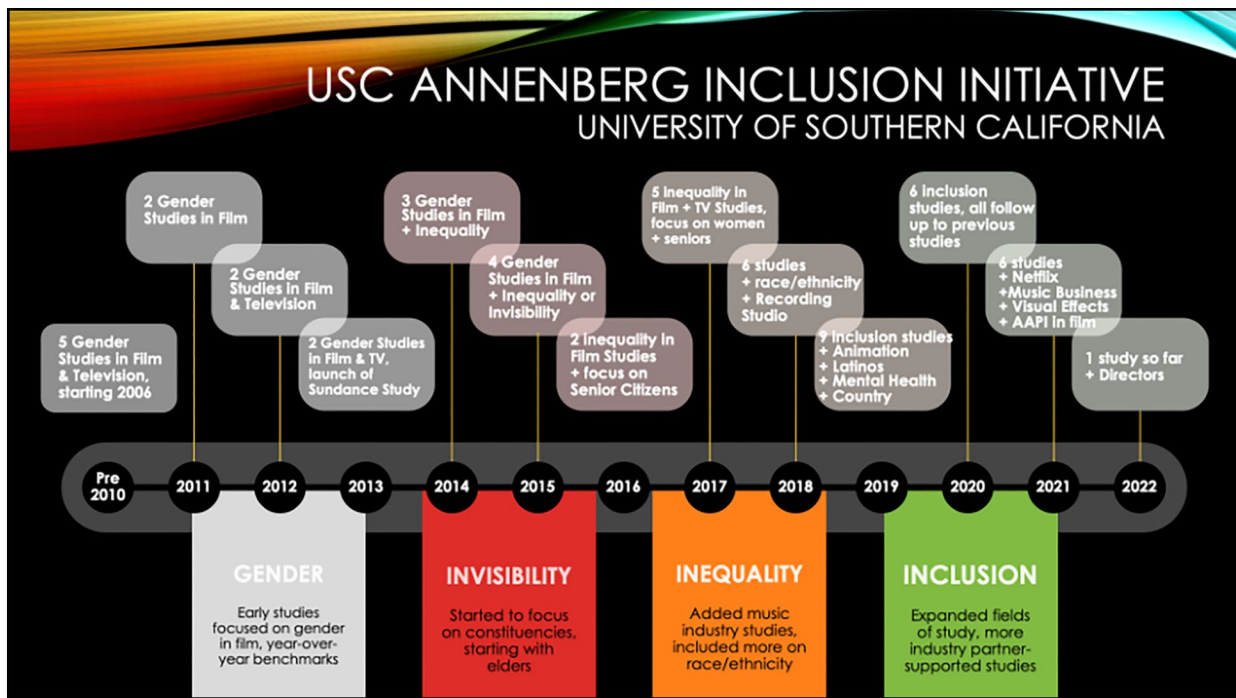 USC ANNENBERG INCLUSION INITIATIVE
UNIVERSITY OF SOUTHERN CALIFORNIA
5 Gender
Studies in Film
& Television,
starting 2006
2 Gender
Studies in Film
2 Gender
Studies in Film
& Television
2 Gender Studies
in Film & TV,
launch of
Sundance Study
3 Gender
Studies in Film
+ Inequality
4 Gender
Studies in Film
+ Inequality or
Invisibility
2 Inequality in
Film Studies
+ focus on
Senior Citizens
5 Inequality in
Film + TV Studies,
focus on women
+ seniors
6 studies
+ race/ethnicity
+ Recording
Studio
9 Inclusion studies
+ Animation
+ Latinos
+ Mental Health
+ Country
6 Inclusion
studies, all follow
up to previous
studies
6 studies
+ Netflix
+Music Business
+ Visual Effects
+ AAPI in film
1 study so far
+ Directors
Pre
2010
2011
2012
2013
2014
2015
2016
2017
2018
2019
2020
2021
2022
GENDER
Early studies
focused on gender
in film, year-over-
year benchmarks
INVISIBILITY
Started to focus
on constituencies,
starting with
elders
INEQUALITY
Added music
industry studies,
included more on
race/ethnicity
INCLUSION
Expanded fields
of study, more
industry partner-
supported studies